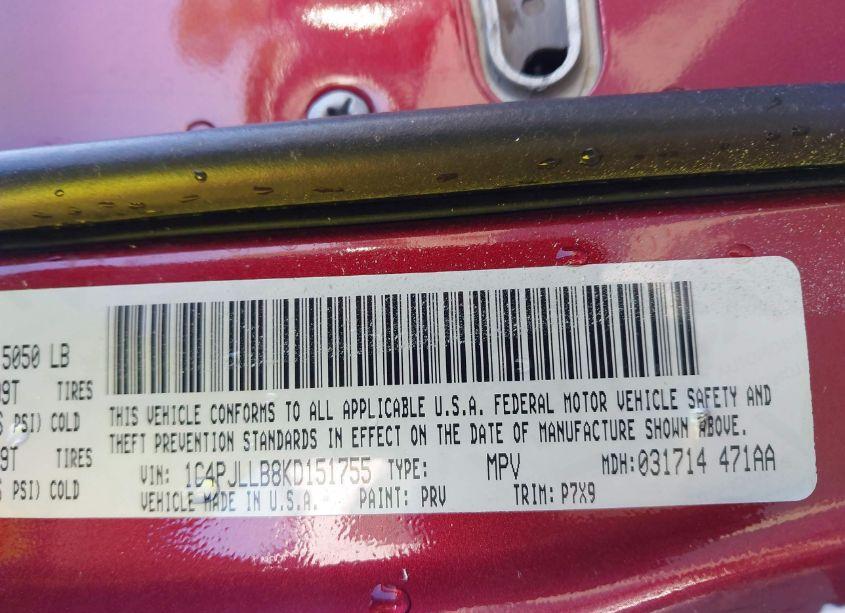 5050 LB
9T TIRES
PSI) COLD
9T TIRES
PSI) COLD
THIS VEHICLE CONFORMS TO ALL APPLICABLE U.S.A. FEDERAL MOTOR VEHICLE SAFETY AND
THEFT PREVENTION STANDARDS IN EFFECT ON THE DATE OF MANUFACTURE SHOWN ABOVE.
VIN: 1C4PJLLB8KD151755 TYPE: MPV MDH:031714 471AA
VEHICLE MADE IN U.S.A. PAINT: PRV TRIM: P7X9